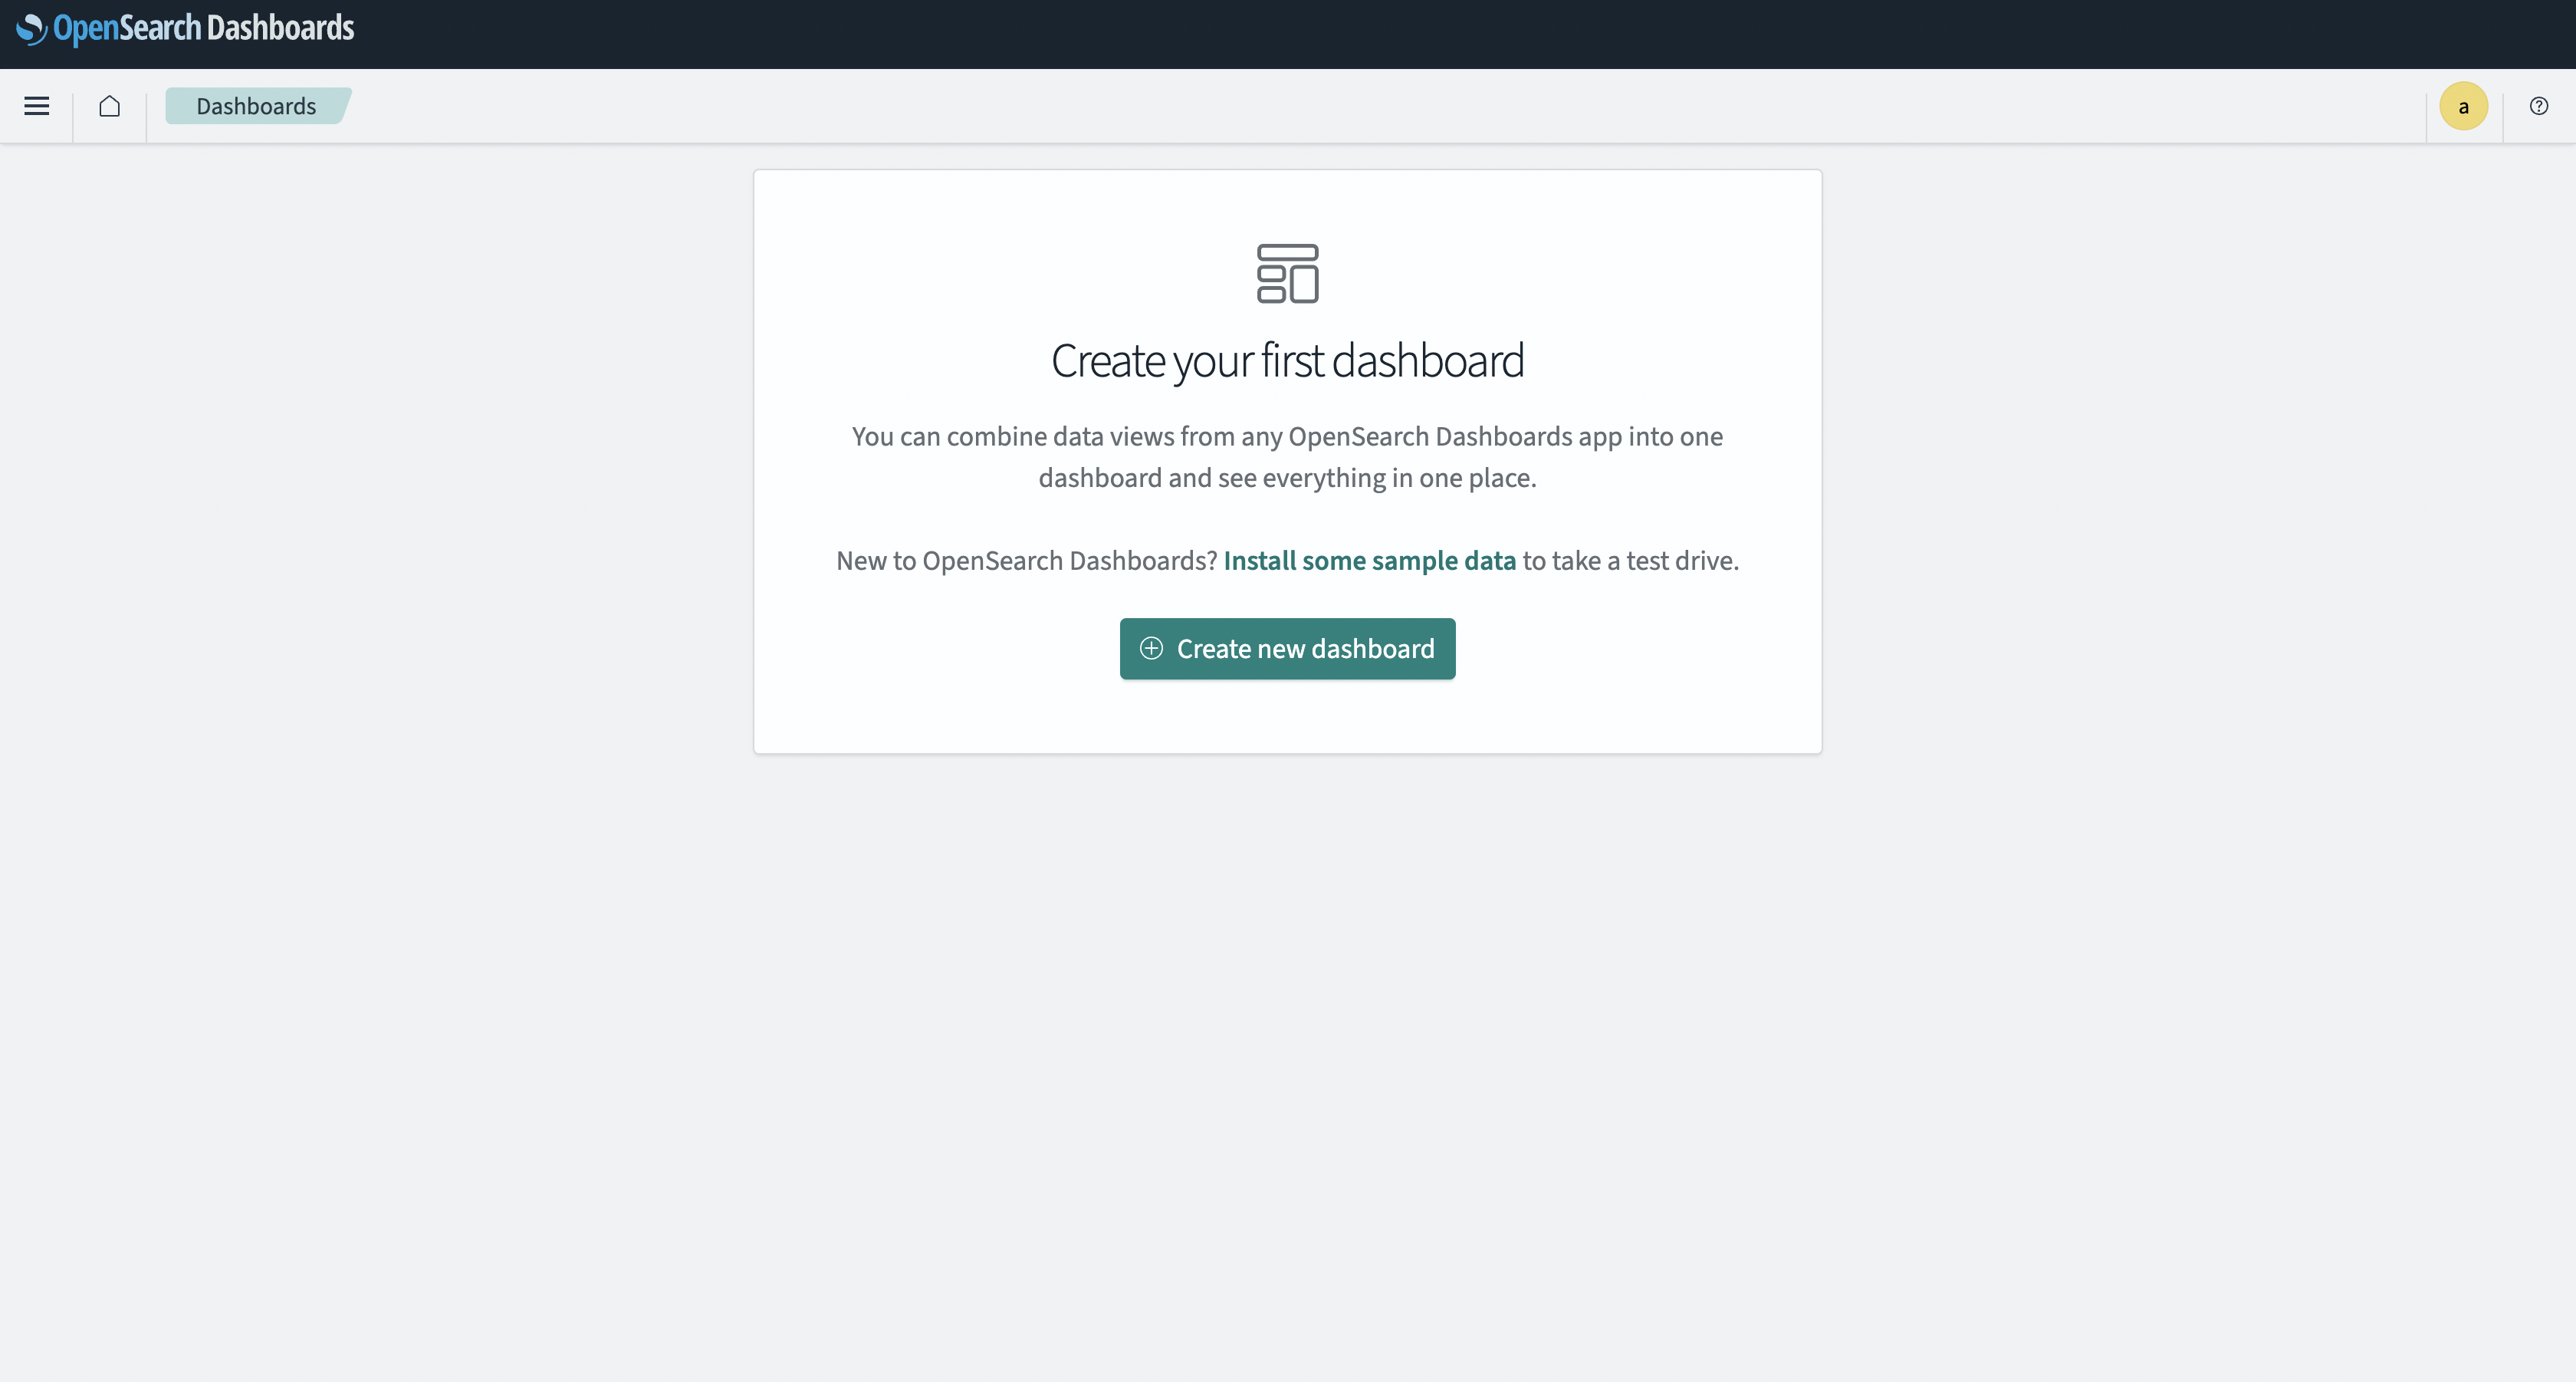 OpenSearch Dashboards
Dashboards
a
Create your first dashboard
You can combine data views from any OpenSearch Dashboards app into one
dashboard and see everything in one place.
New to OpenSearch Dashboards? Install some sample data to take a test drive.
Create new dashboard